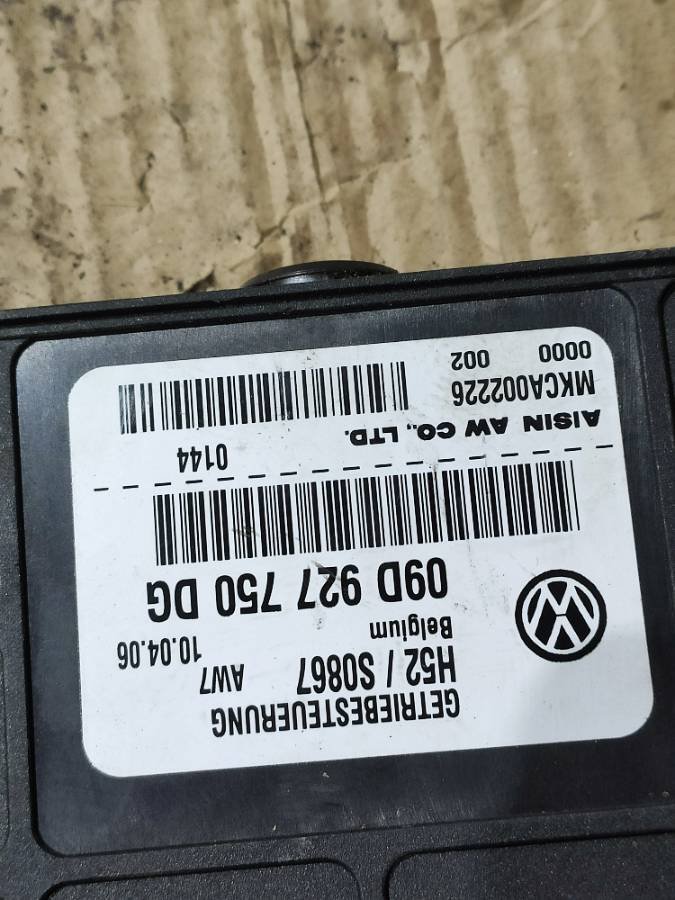 GETRIEBESTEUERUNG
H52 / S0867 AW7
Belgium 10.04.06
09D 927 750 DG
0144
AISIN AW CO., LTD.
MKCA002226 002
0000